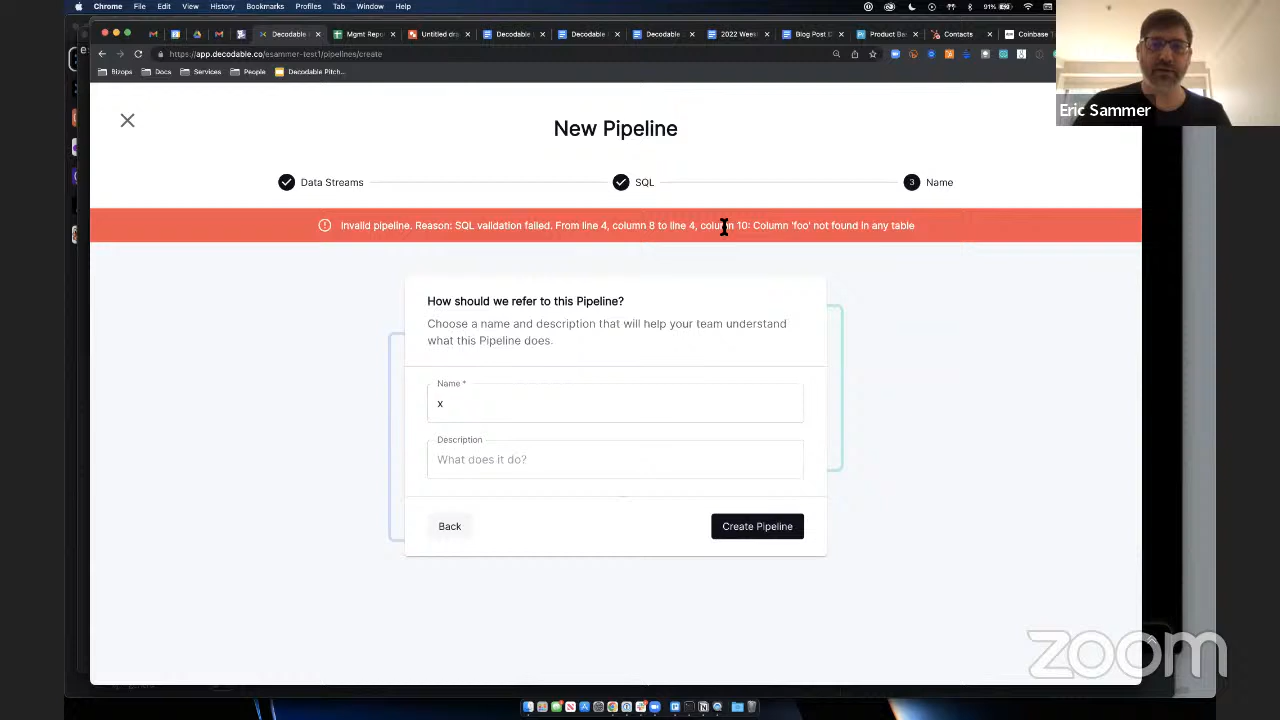 Chrome File Edit View History Bookmarks Profiles Tab Window Help 91%
Decodable Mgmt Repo Untitled dra Decodable Decodable Decodable 2022 Week Blog Post D Product Bas Contacts Coinbase
https://app.decodable.co/esammer-test1/pipelines/create
Bizops Docs Services People Decodable Pitch...
Eric Sammer
New Pipeline
Data Streams SQL 3 Name
Invalid pipeline. Reason: SQL validation failed. From line 4, column 8 to line 4, column 10: Column 'foo' not found in any table
How should we refer to this Pipeline?
Choose a name and description that will help your team understand
what this Pipeline does.
Name *
x
Description
What does it do?
Back Create Pipeline
zoom